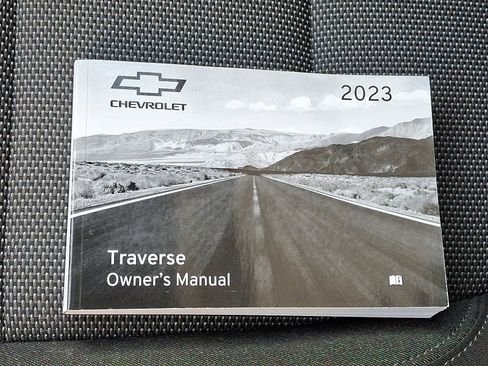 CHEVROLET
2023
Traverse
Owner's Manual